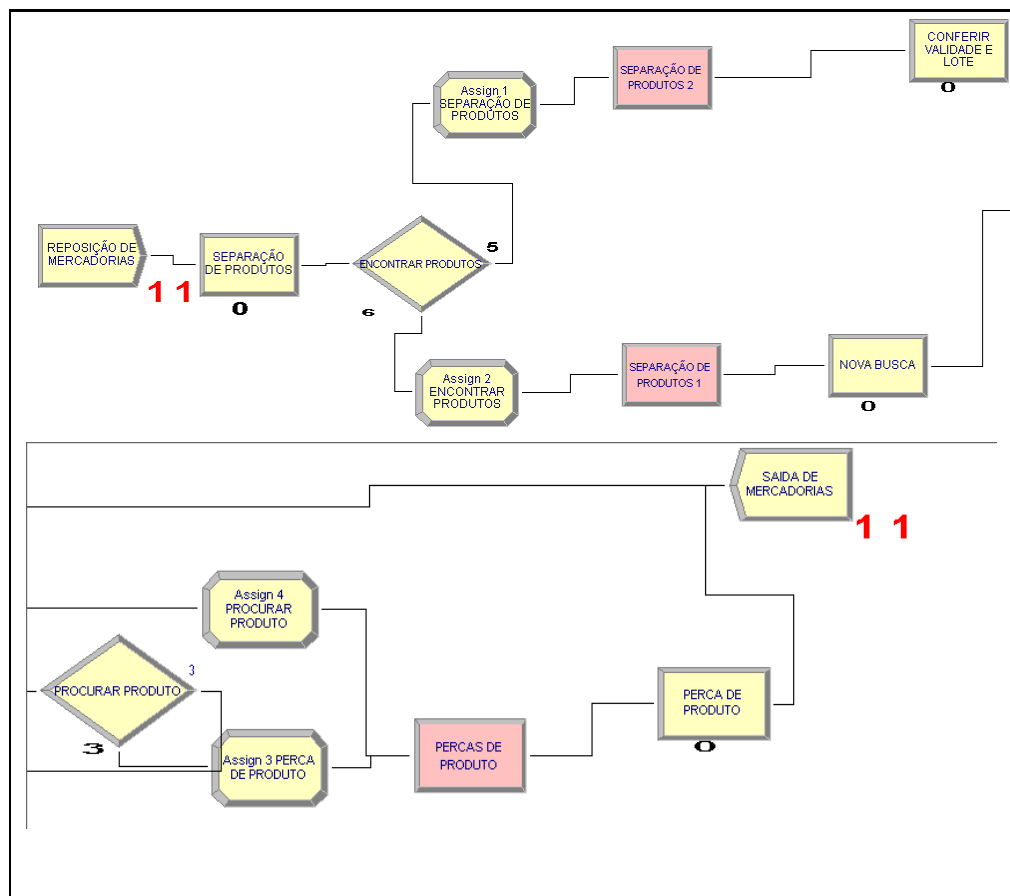 CONFERIR
VALIDADE E
LOTE
0
Assign 1
SEPARAÇÃO DE
PRODUTOS
SEPARAÇÃO DE
PRODUTOS 2
REPOSIÇÃO DE
MERCADORIAS
1 1
SEPARAÇÃO
DE PRODUTOS
0
ENCONTRAR PRODUTOS
5
6
Assign 2
ENCONTRAR
PRODUTOS
SEPARAÇÃO DE
PRODUTOS 1
NOVA BUSCA
0
SAIDA DE
MERCADORIAS
1 1
Assign 4
PROCURAR
PRODUTO
PROCURAR PRODUTO
3
3
Assign 3 PERCA
DE PRODUTO
PERCAS DE
PRODUTO
PERCA DE
PRODUTO
0